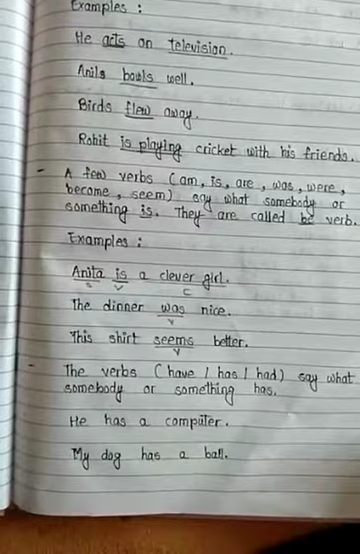 Examples :
He acts on television.
Anils bowls well.
Birds flew away.
Rohit is playing cricket with his friends.
- A few verbs (am, is, are, was, were,
become, seem) say what somebody or
something is. They are called be verb.
Examples :
Anita is a clever girl.
S V C
The dinner was nice.
V
This shirt seems better.
V
- The verbs (have / has / had) say what
somebody or something has.
He has a computer.
My dog has a ball.